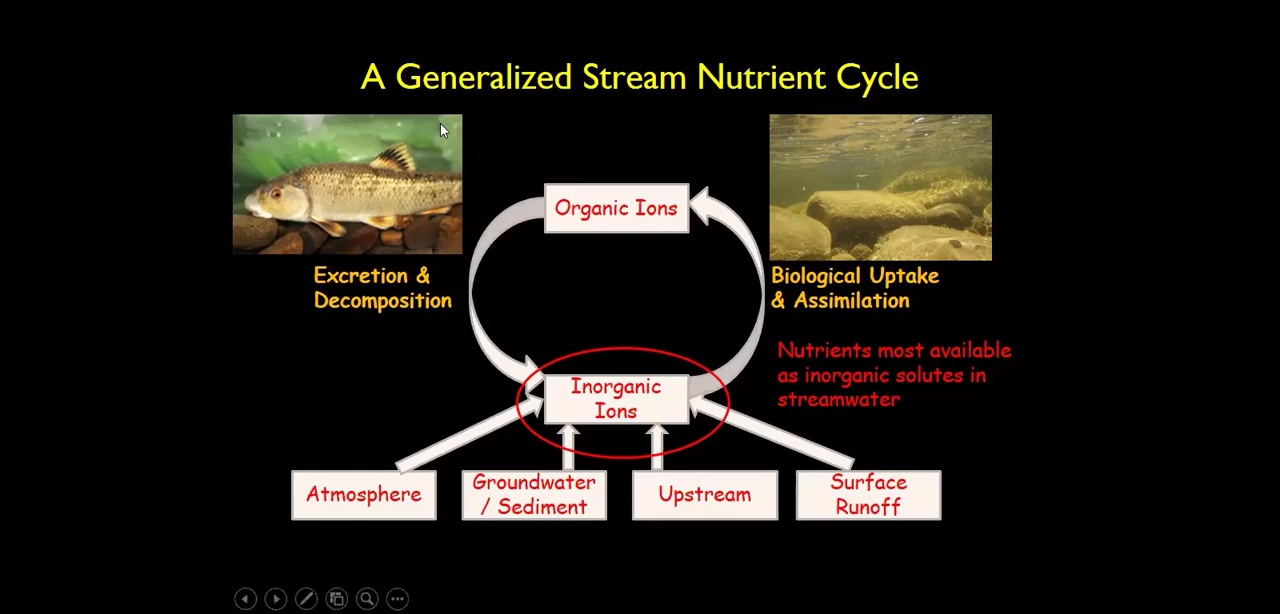 A Generalized Stream Nutrient Cycle
Organic Ions
Excretion &
Decomposition
Biological Uptake
& Assimilation
Nutrients most available
as inorganic solutes in
streamwater
Inorganic
Ions
Atmosphere
Groundwater
/ Sediment
Upstream
Surface
Runoff